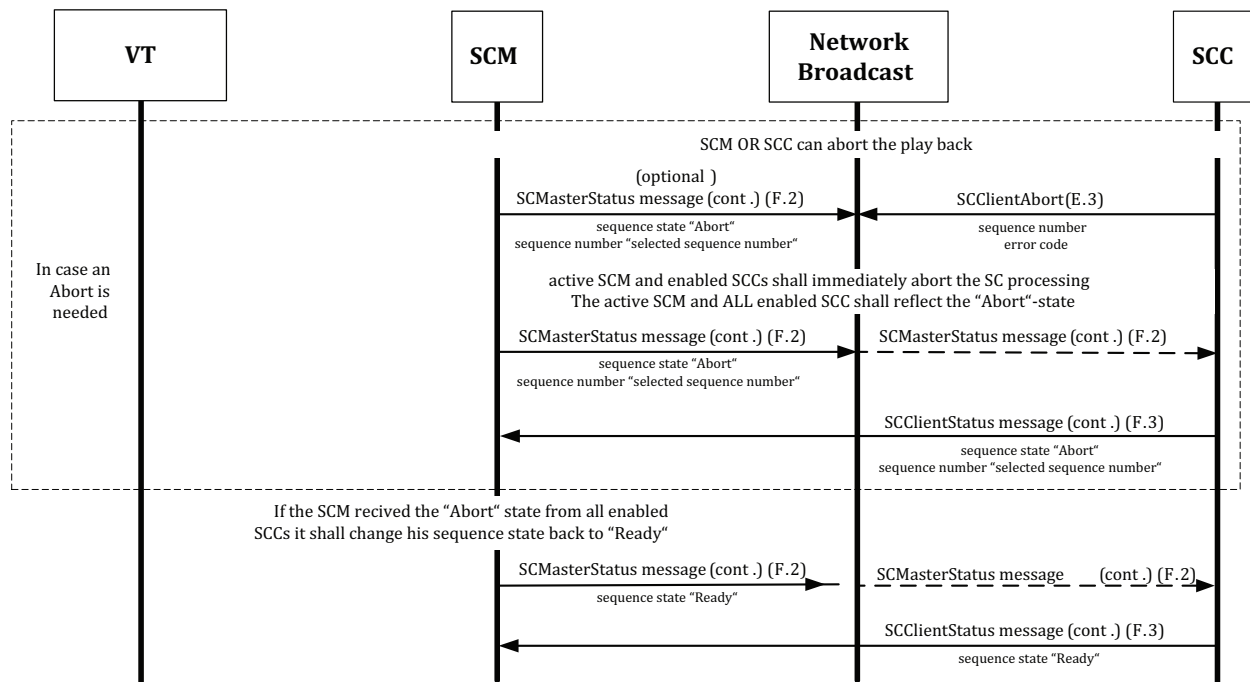 VT
SCM
Network
Broadcast
SCC
SCM OR SCC can abort the play back
(optional )
SCMasterStatus message (cont .) (F.2)
SCClientAbort(E.3)
sequence state “Abort“
sequence number “selected sequence number“
sequence number
error code
In case an
Abort is
needed
active SCM and enabled SCCs shall immediately abort the SC processing
The active SCM and ALL enabled SCC shall reflect the “Abort“-state
SCMasterStatus message (cont .) (F.2)
SCMasterStatus message (cont .) (F.2)
sequence state “Abort“
sequence number “selected sequence number“
SCClientStatus message (cont .) (F.3)
sequence state “Abort“
sequence number “selected sequence number“
If the SCM recived the “Abort“ state from all enabled
SCCs it shall change his sequence state back to “Ready“
SCMasterStatus message (cont .) (F.2)
SCMasterStatus message (cont .) (F.2)
sequence state “Ready“
SCClientStatus message (cont .) (F.3)
sequence state “Ready“